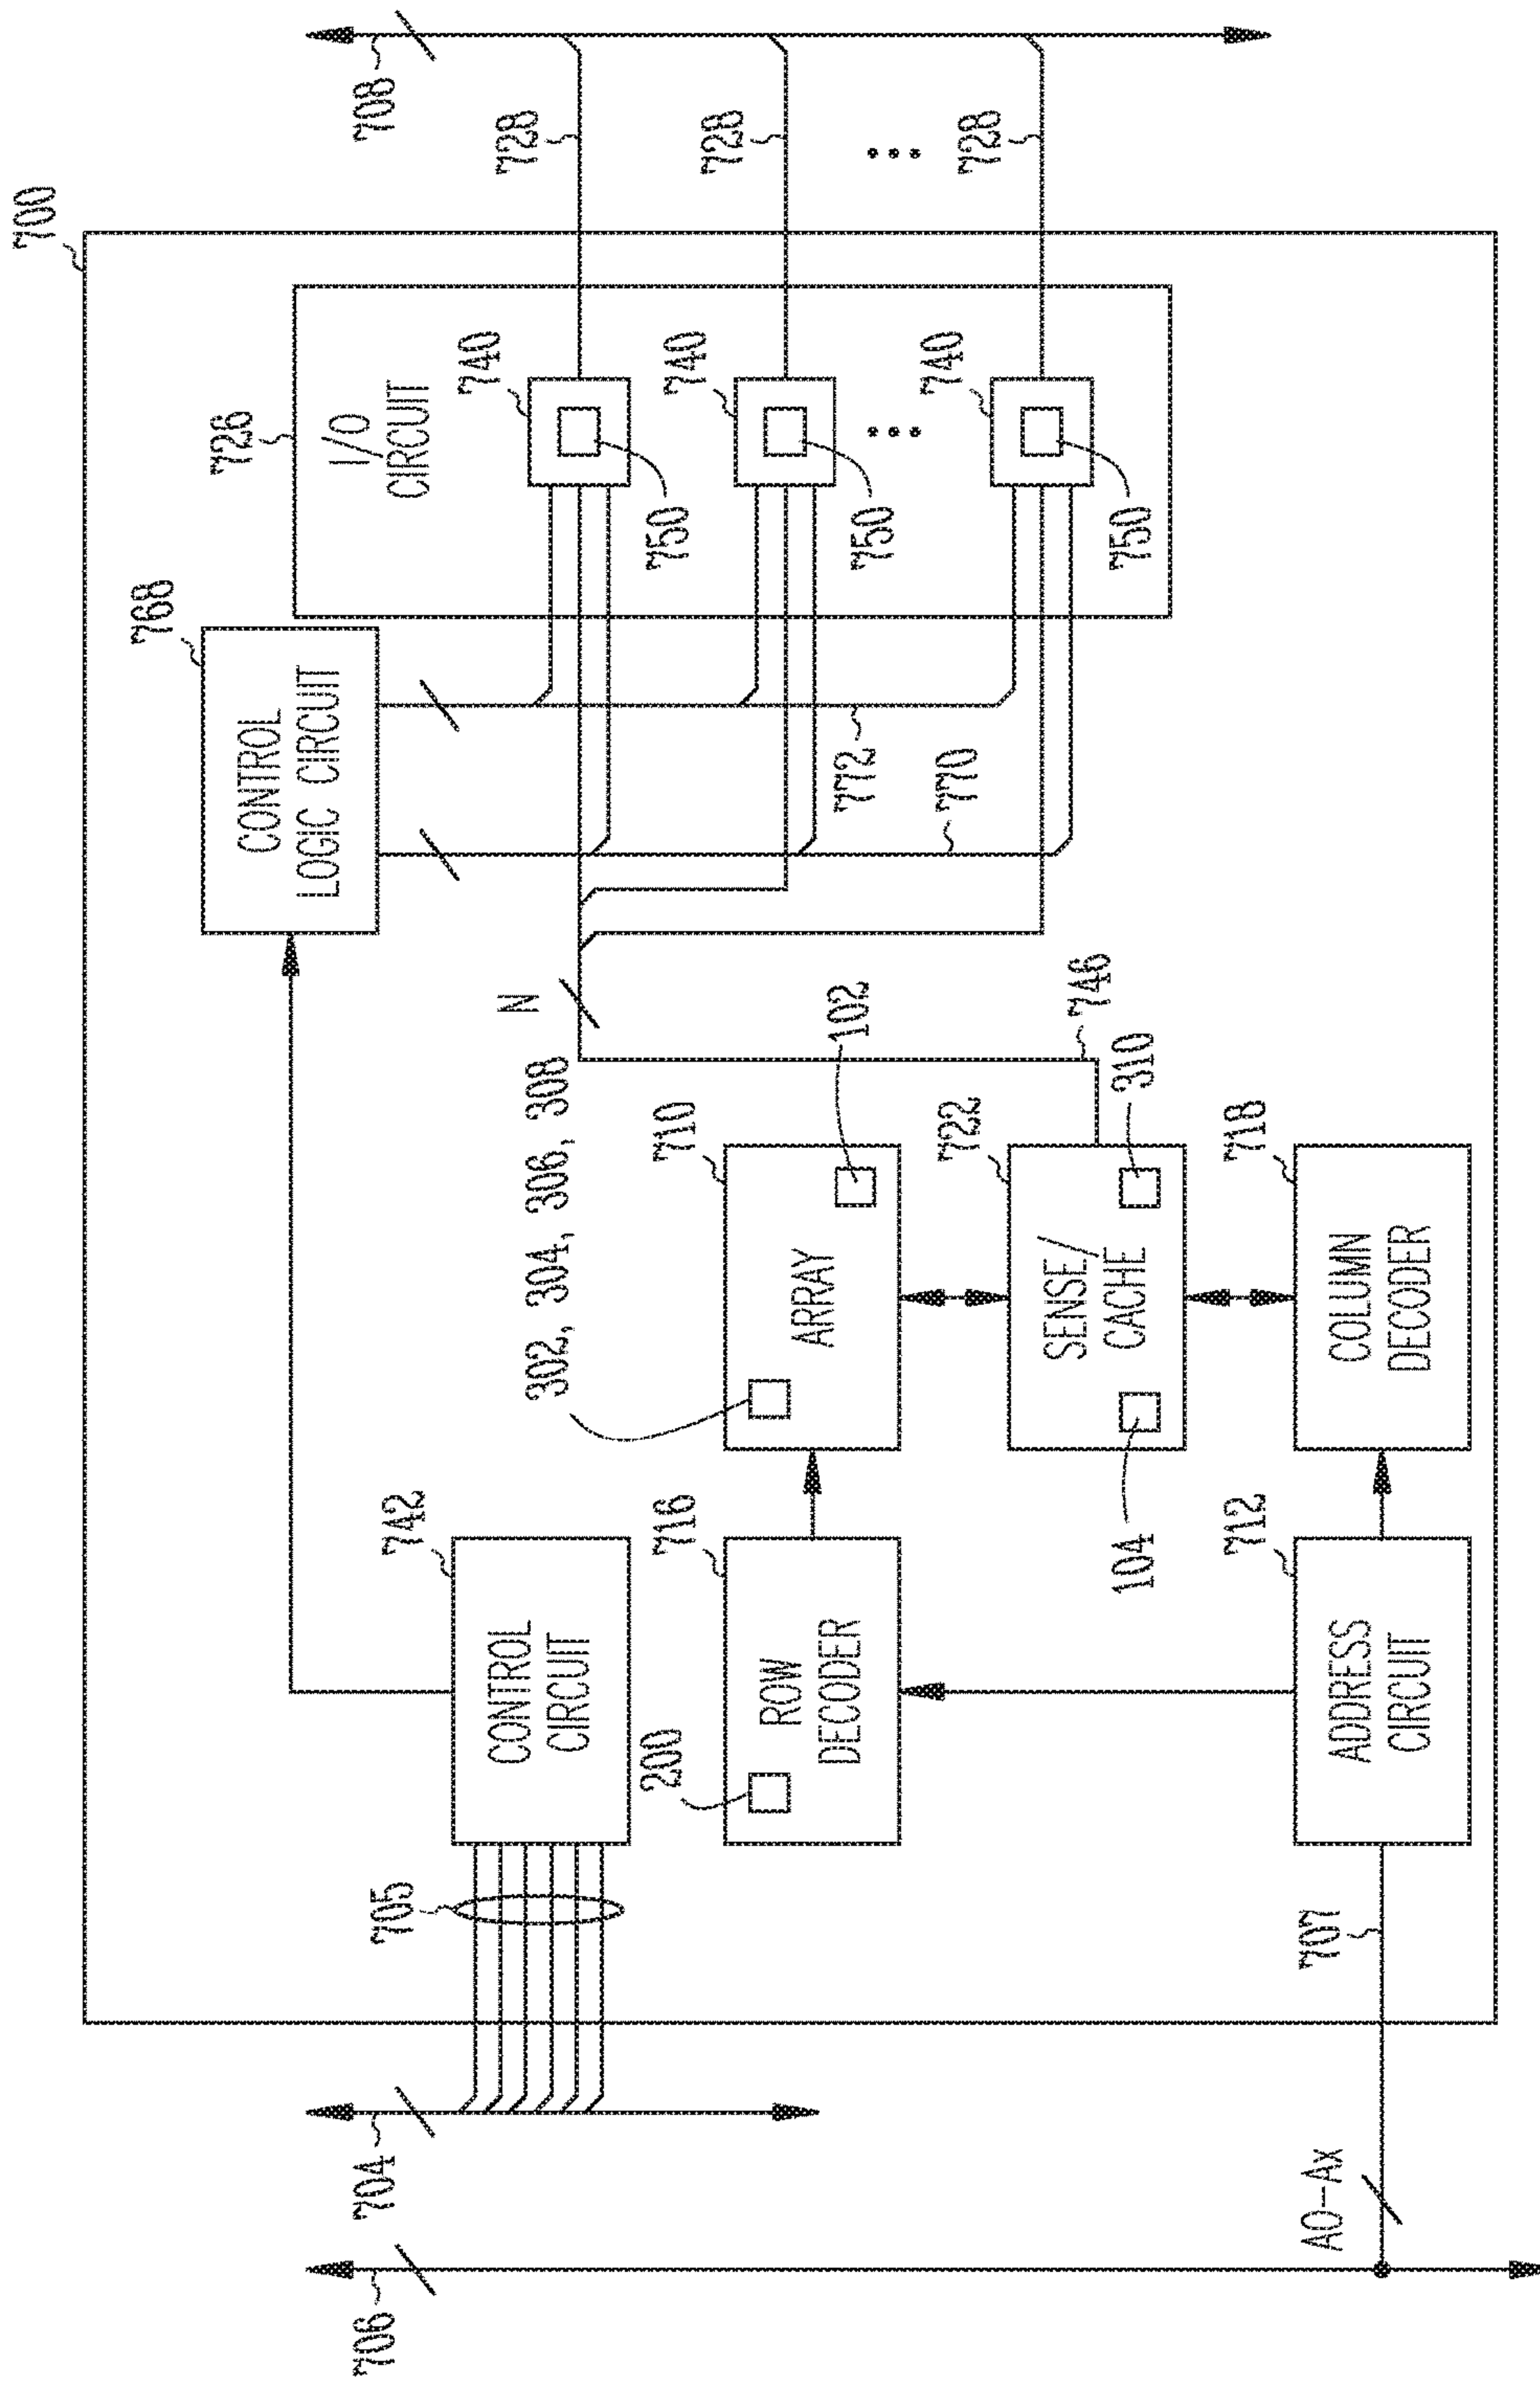 700
708
728
728
728
726
I/O
CIRCUIT
740
740
740
750
750
750
768
CONTROL
LOGIC CIRCUIT
772
770
N
746
302, 304, 306, 308
710
102
ARRAY
722
310
SENSE/
CACHE
104
718
COLUMN
DECODER
742
CONTROL
CIRCUIT
716
200
ROW
DECODER
712
ADDRESS
CIRCUIT
705
707
704
706
A0-Ax